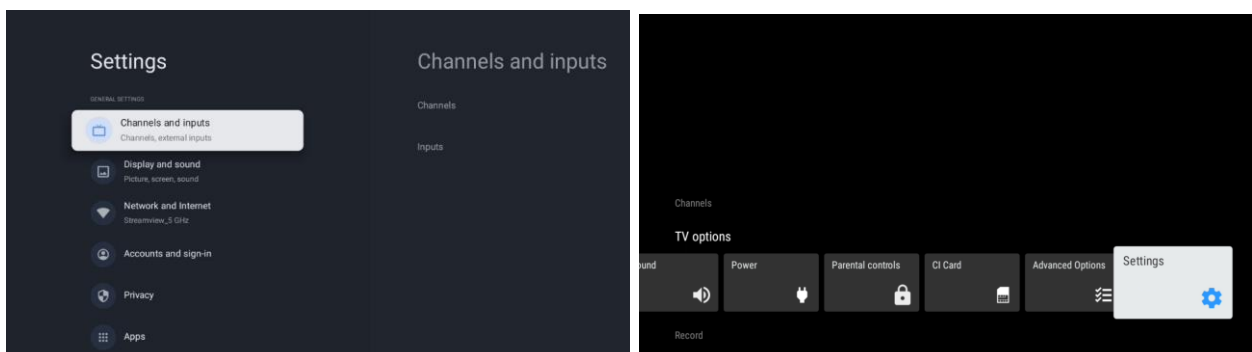 Settings
GENERAL SETTINGS
Channels and inputs
Channels, external inputs
Display and sound
Picture, screen, sound
Network and Internet
Streamview_5 GHz
Accounts and sign-in
Privacy
Apps
Channels and inputs
Channels
Inputs
Channels
TV options
ound
Power
Parental controls
CI Card
Advanced Options
Settings
Record